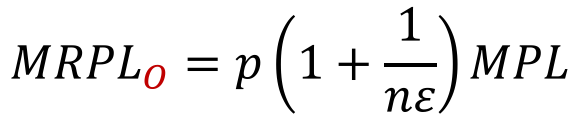 MRPL_O = p(1 + 1/nε)MPL